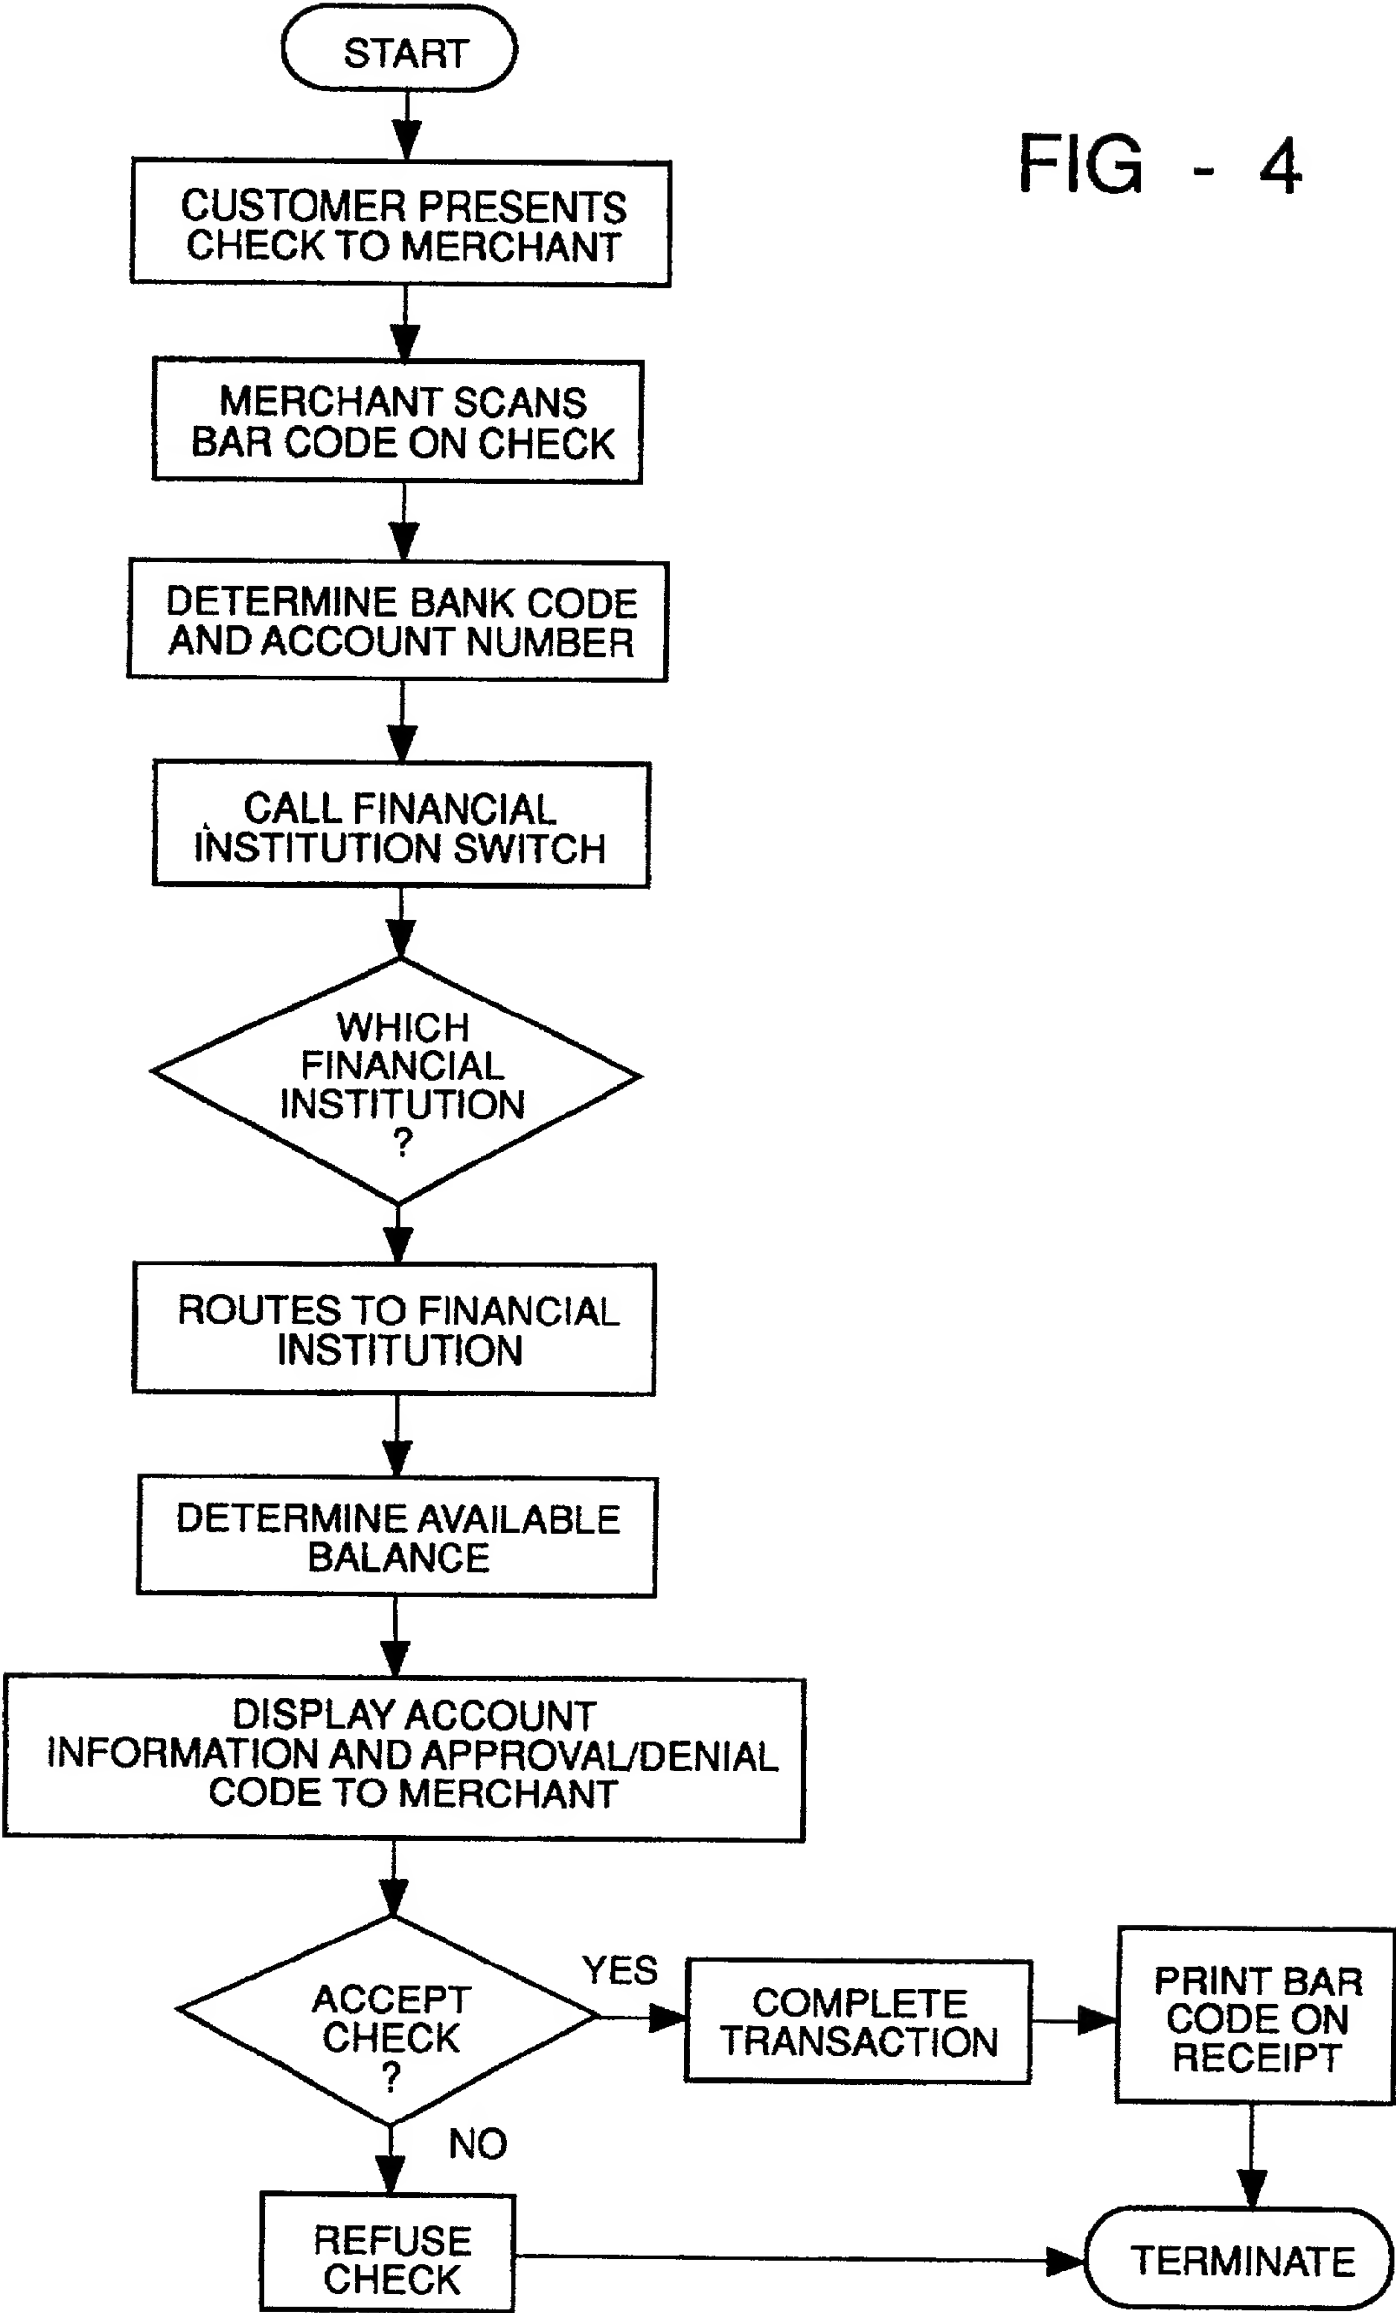 START
FIG - 4
CUSTOMER PRESENTS
CHECK TO MERCHANT
MERCHANT SCANS
BAR CODE ON CHECK
DETERMINE BANK CODE
AND ACCOUNT NUMBER
CALL FINANCIAL
INSTITUTION SWITCH
WHICH
FINANCIAL
INSTITUTION
?
ROUTES TO FINANCIAL
INSTITUTION
DETERMINE AVAILABLE
BALANCE
DISPLAY ACCOUNT
INFORMATION AND APPROVAL/DENIAL
CODE TO MERCHANT
ACCEPT
CHECK
?
YES
COMPLETE
TRANSACTION
PRINT BAR
CODE ON
RECEIPT
NO
REFUSE
CHECK
TERMINATE